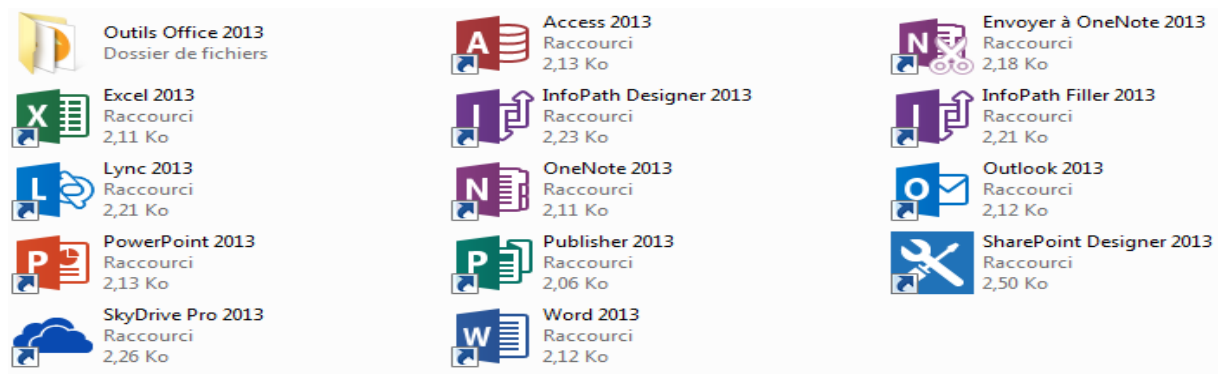 Outils Office 2013
Dossier de fichiers
Access 2013
Raccourci
2,13 Ko
Envoyer à OneNote 2013
Raccourci
2,18 Ko
Excel 2013
Raccourci
2,11 Ko
InfoPath Designer 2013
Raccourci
2,23 Ko
InfoPath Filler 2013
Raccourci
2,21 Ko
Lync 2013
Raccourci
2,21 Ko
OneNote 2013
Raccourci
2,11 Ko
Outlook 2013
Raccourci
2,12 Ko
PowerPoint 2013
Raccourci
2,13 Ko
Publisher 2013
Raccourci
2,06 Ko
SharePoint Designer 2013
Raccourci
2,50 Ko
SkyDrive Pro 2013
Raccourci
2,26 Ko
Word 2013
Raccourci
2,12 Ko